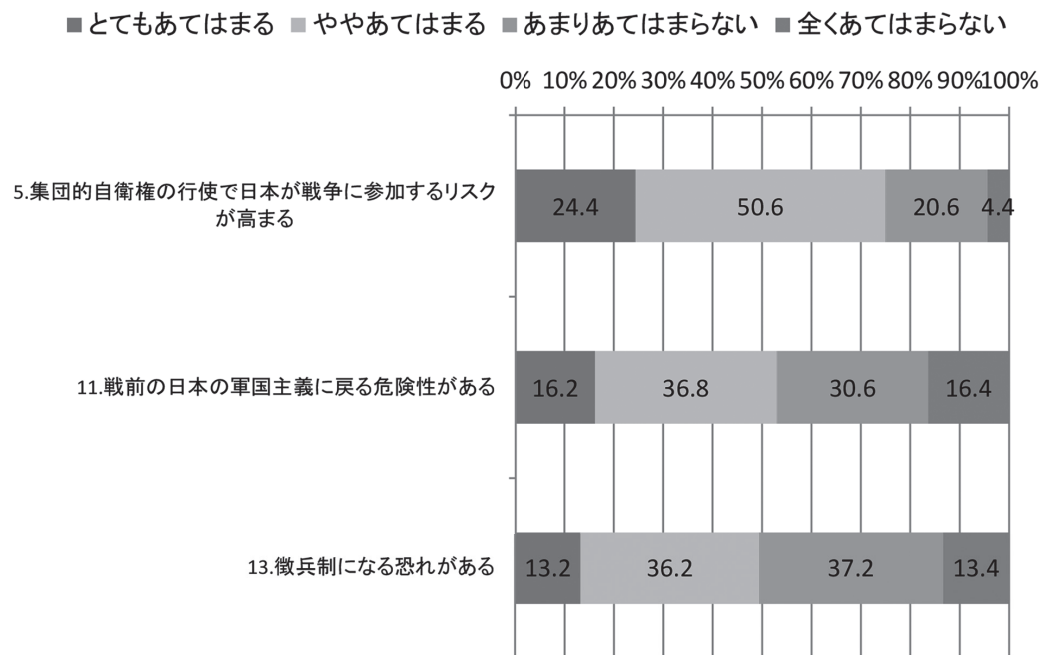 ■とてもあてはまる ■ややあてはまる ■あまりあてはまらない ■全くあてはまらない
0% 10% 20% 30% 40% 50% 60% 70% 80% 90% 100%
5.集団的自衛権の行使で日本が戦争に参加するリスク
が高まる
24.4 50.6 20.6 4.4
11.戦前の日本の軍国主義に戻る危険性がある
16.2 36.8 30.6 16.4
13.徴兵制になる恐れがある
13.2 36.2 37.2 13.4